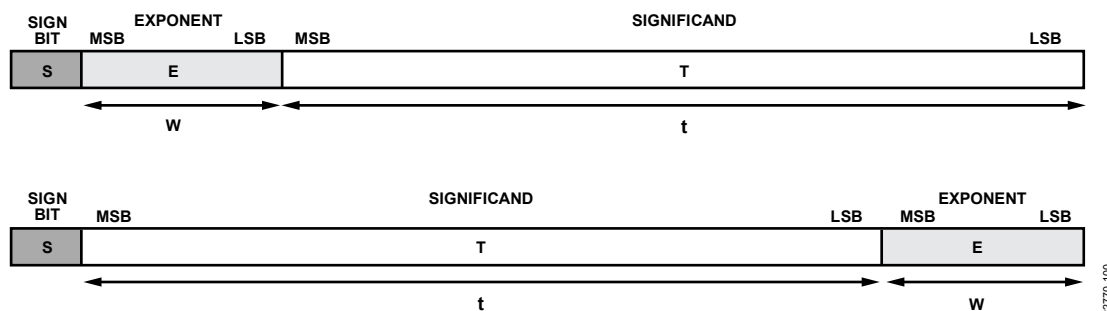 SIGN BIT
EXPONENT
SIGNIFICAND
MSB LSB MSB LSB
S E T
W t
SIGN BIT
SIGNIFICAND
EXPONENT
MSB LSB MSB LSB
S T E
t W